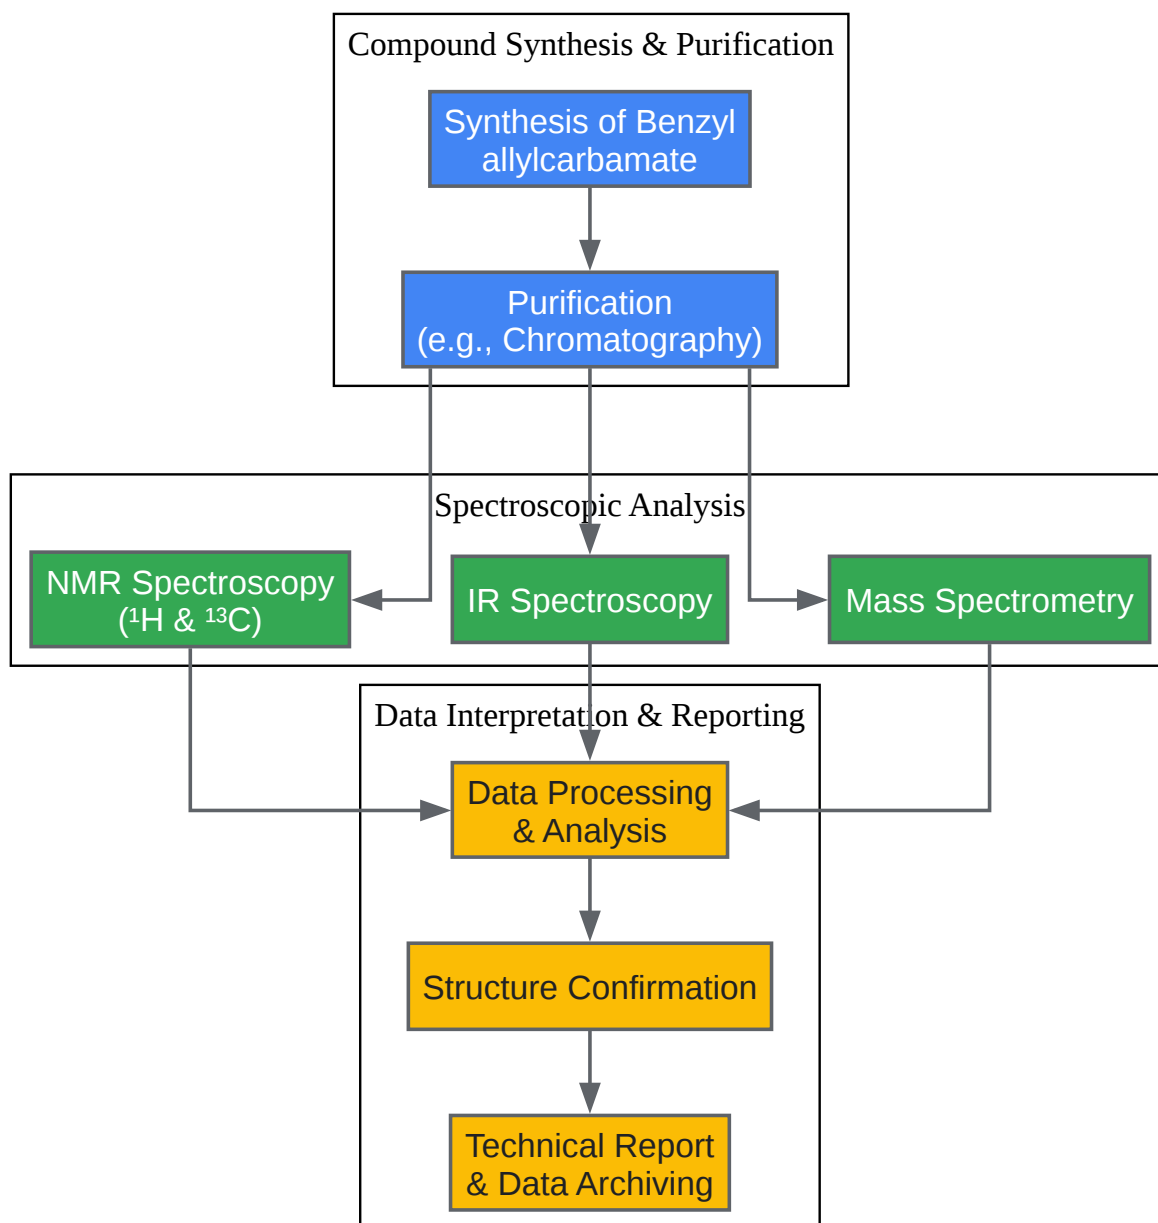 Compound Synthesis & Purification
Synthesis of Benzyl
allylcarbamate
Purification
(e.g., Chromatography)
Spectroscopic Analysis
NMR Spectroscopy
(¹H & ¹³C)
IR Spectroscopy
Mass Spectrometry
Data Interpretation & Reporting
Data Processing
& Analysis
Structure Confirmation
Technical Report
& Data Archiving